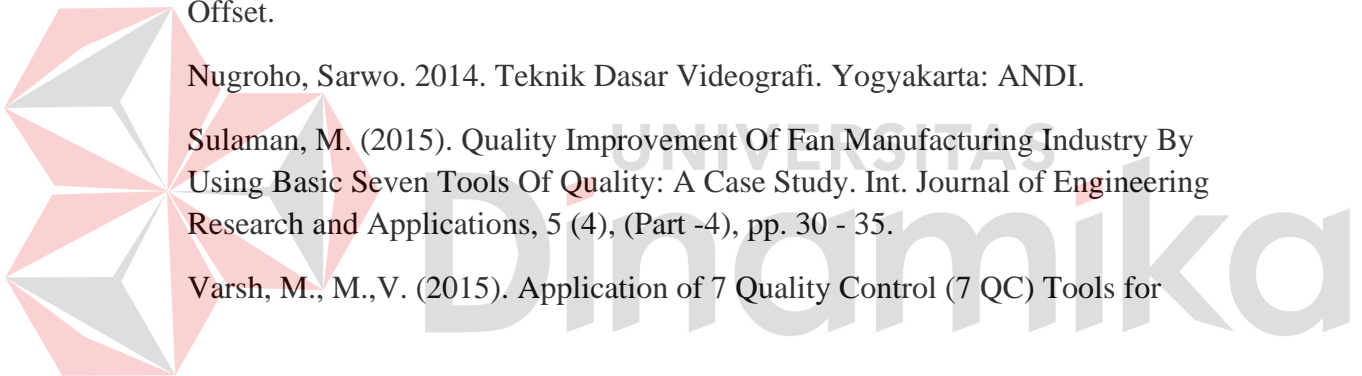 Offset.
Nugroho, Sarwo. 2014. Teknik Dasar Videografi. Yogyakarta: ANDI.
UNIVERSITAS
Dinamika
Sulaman, M. (2015). Quality Improvement Of Fan Manufacturing Industry By
Using Basic Seven Tools Of Quality: A Case Study. Int. Journal of Engineering
Research and Applications, 5 (4), (Part -4), pp. 30 - 35.
Varsh, M., M.,V. (2015). Application of 7 Quality Control (7 QC) Tools for